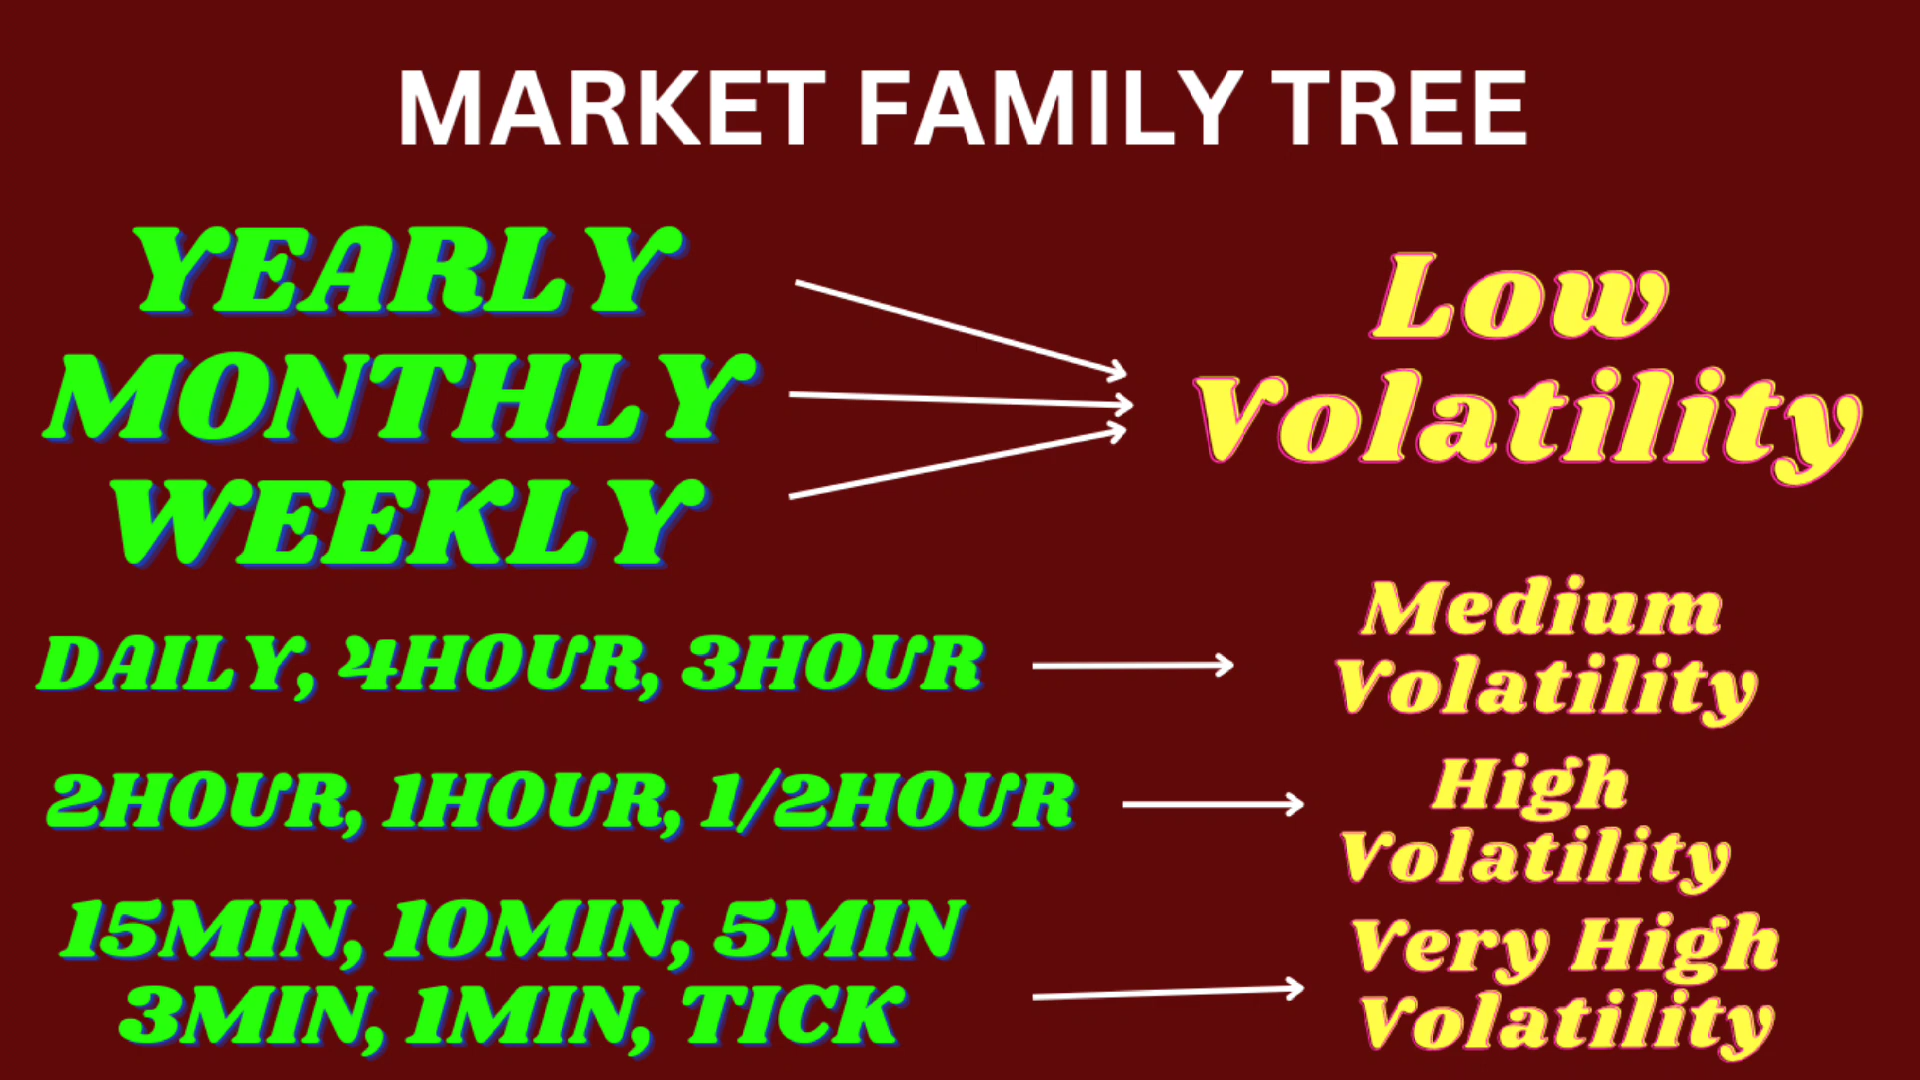 MARKET FAMILY TREE
YEARLY
MONTHLY
WEEKLY
Low
Volatility
DAILY, 4HOUR, 3HOUR
Medium
Volatility
2HOUR, 1HOUR, 1/2HOUR
High
Volatility
15MIN, 10MIN, 5MIN
3MIN, 1MIN, TICK
Very High
Volatility